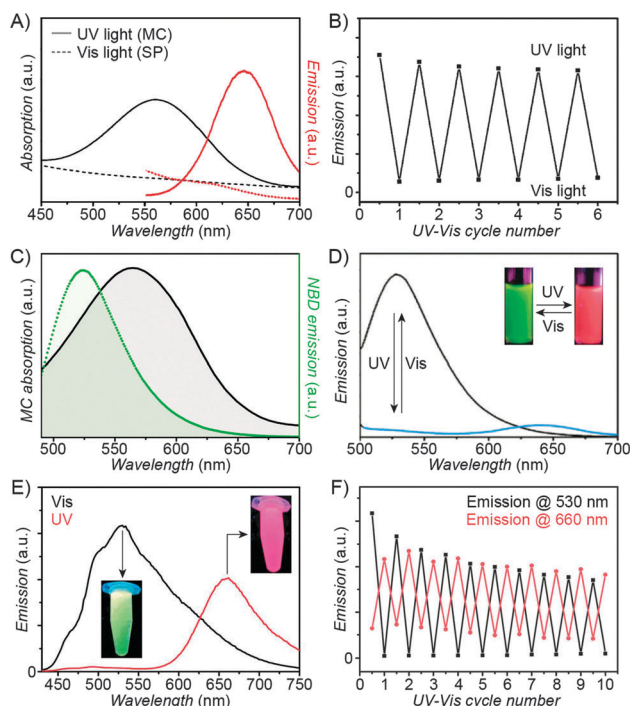 A)
UV light (MC)
Vis light (SP)
Absorption (a.u.)
Emission (a.u.)
450 500 550 600 650 700
Wavelength (nm)
B)
UV light
Vis light
Emission (a.u.)
0
1 2 3 4 5 6
UV-Vis cycle number
C)
MC absorption (a.u.)
NBD emission (a.u.)
500 550 600 650 700
Wavelength (nm)
D)
UV
Vis
UV
Vis
Emission (a.u.)
500 550 600 650 700
Wavelength (nm)
E)
Vis
UV
Emission (a.u.)
0
450 500 550 600 650 700 750
Wavelength (nm)
F)
Emission @ 530 nm
Emission @ 660 nm
Emission (a.u.)
0
1 2 3 4 5 6 7 8 9 10
UV-Vis cycle number